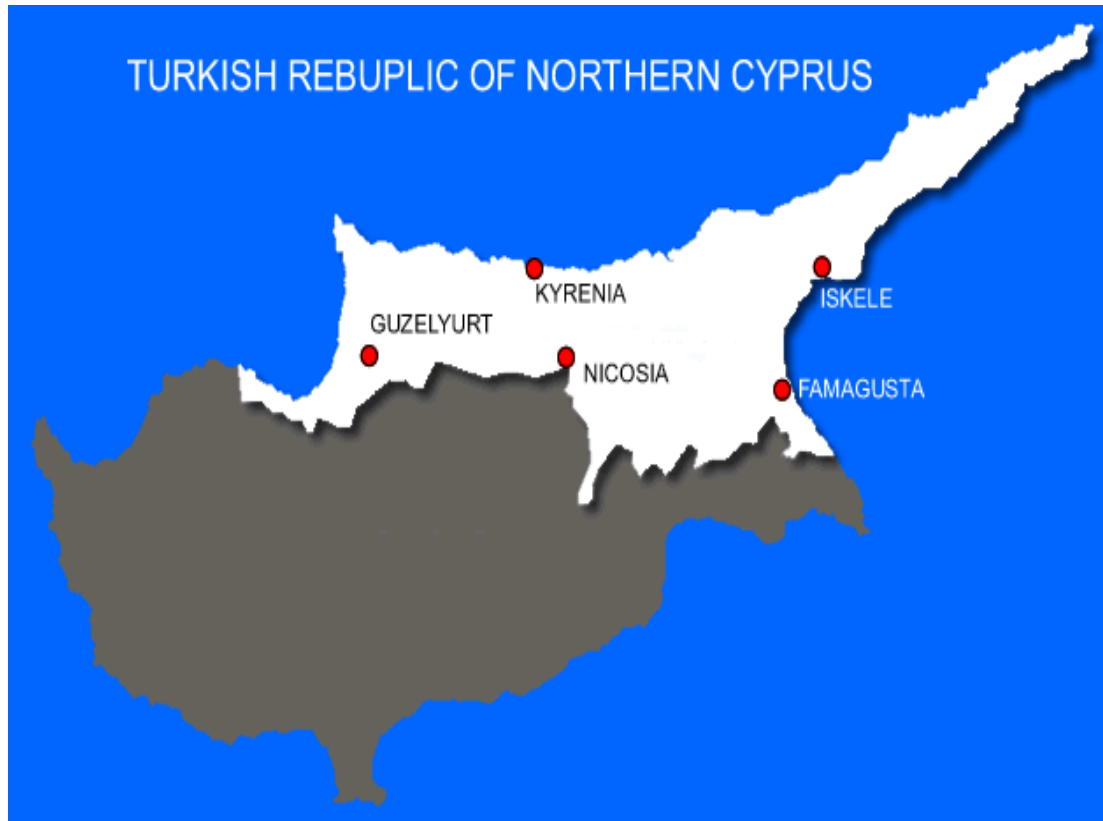 TURKISH REBUPLIC OF NORTHERN CYPRUS
KYRENIA
ISKELE
GUZELYURT
NICOSIA
FAMAGUSTA